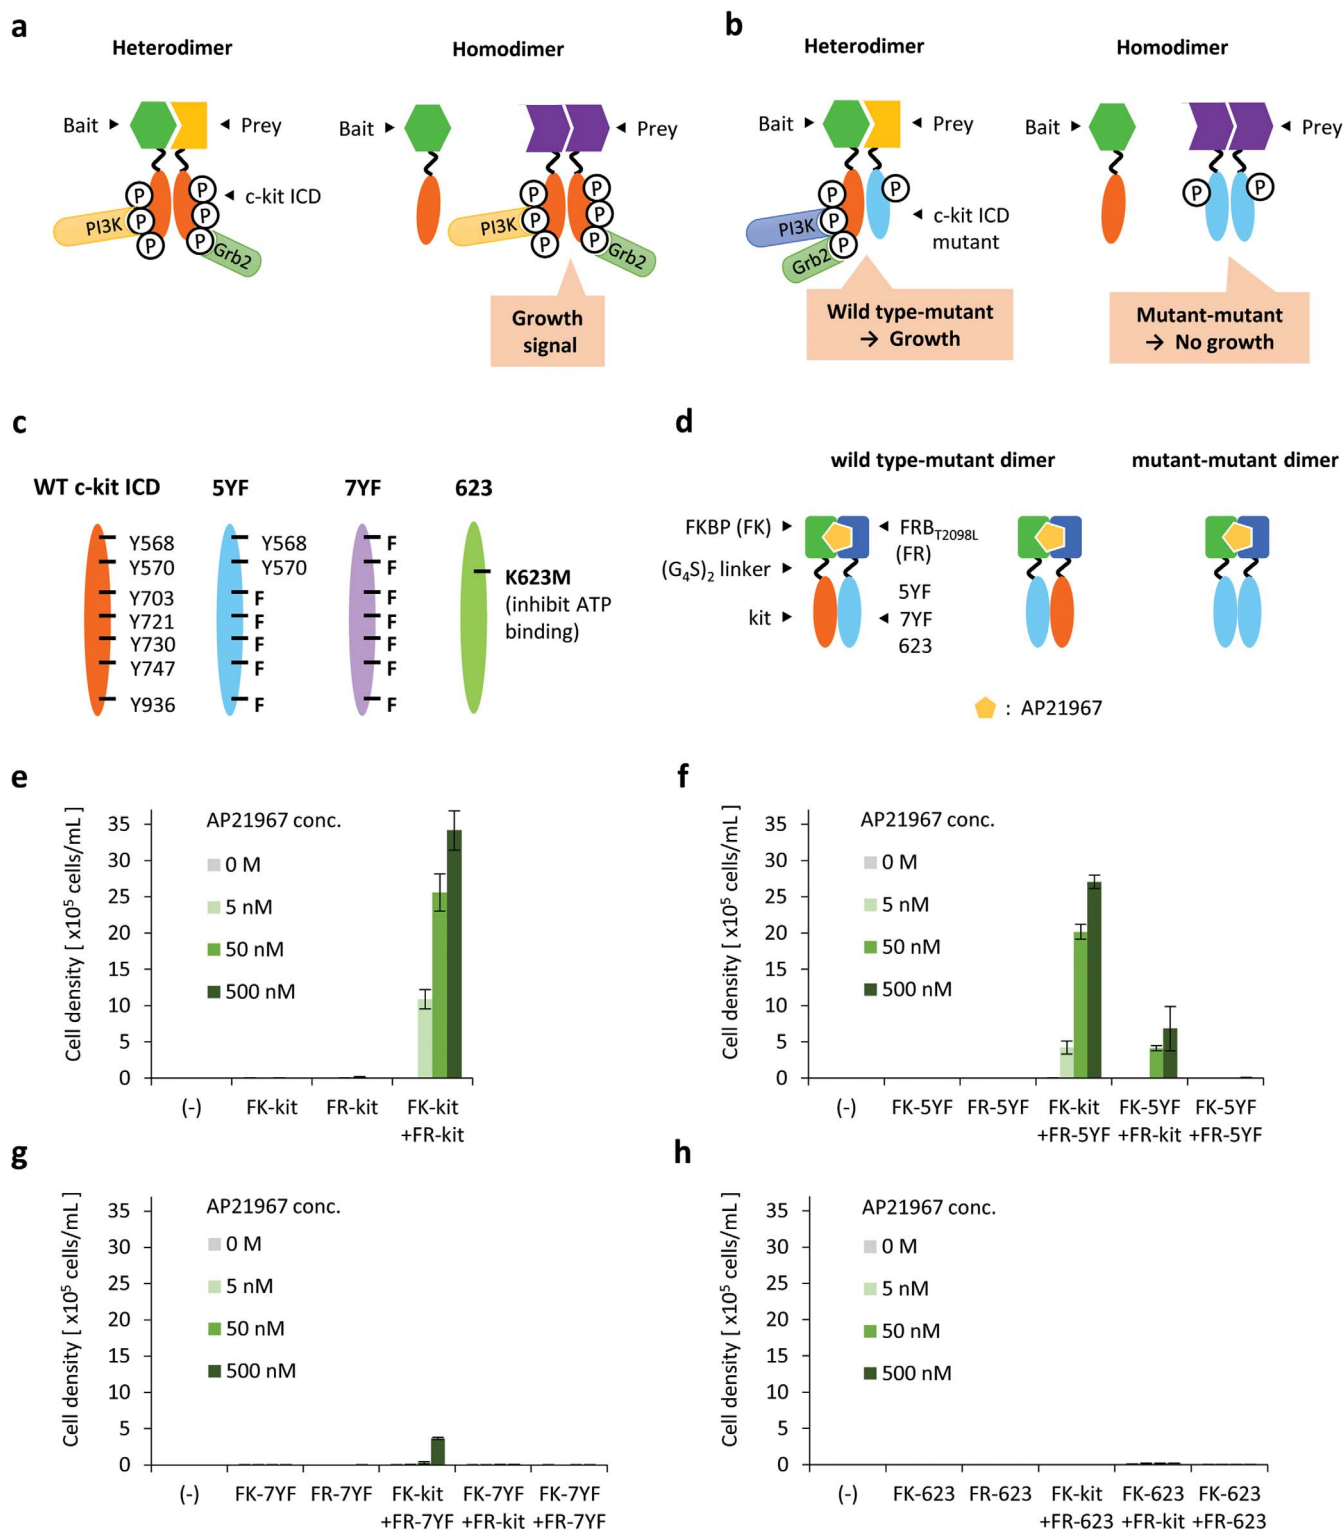 a
Heterodimer
Homodimer
Bait
Prey
P
P
P
P
P
P
PI3K
Grb2
c-kit ICD
Bait
Prey
P
P
P
P
P
P
PI3K
Grb2
Growth
signal
b
Heterodimer
Homodimer
Bait
Prey
P
P
P
P
PI3K
Grb2
c-kit ICD
mutant
Wild type-mutant
→ Growth
Bait
Prey
P
P
Mutant-mutant
→ No growth
c
WT c-kit ICD
5YF
7YF
623
Y568
Y570
Y703
Y721
Y730
Y747
Y936
Y568
Y570
F
F
F
F
F
F
F
F
F
F
F
F
K623M
(inhibit ATP
binding)
d
wild type-mutant dimer
mutant-mutant dimer
FKBP (FK)
FRB_T2098L
(FR)
(G4S)2 linker
kit
5YF
7YF
623
: AP21967
e
Cell density [ x10⁵ cells/mL ]
35
30
25
20
15
10
5
0
AP21967 conc.
0 M
5 nM
50 nM
500 nM
(-)
FK-kit
FR-kit
FK-kit
+FR-kit
f
Cell density [ x10⁵ cells/mL ]
35
30
25
20
15
10
5
0
AP21967 conc.
0 M
5 nM
50 nM
500 nM
(-)
FK-5YF
FR-5YF
FK-kit
+FR-5YF
FK-5YF
+FR-kit
FK-5YF
+FR-5YF
g
Cell density [ x10⁵ cells/mL ]
35
30
25
20
15
10
5
0
AP21967 conc.
0 M
5 nM
50 nM
500 nM
(-)
FK-7YF
FR-7YF
FK-kit
+FR-7YF
FK-7YF
+FR-kit
FK-7YF
+FR-7YF
h
Cell density [ x10⁵ cells/mL ]
35
30
25
20
15
10
5
0
AP21967 conc.
0 M
5 nM
50 nM
500 nM
(-)
FK-623
FR-623
FK-kit
+FR-623
FK-623
+FR-kit
FK-623
+FR-623